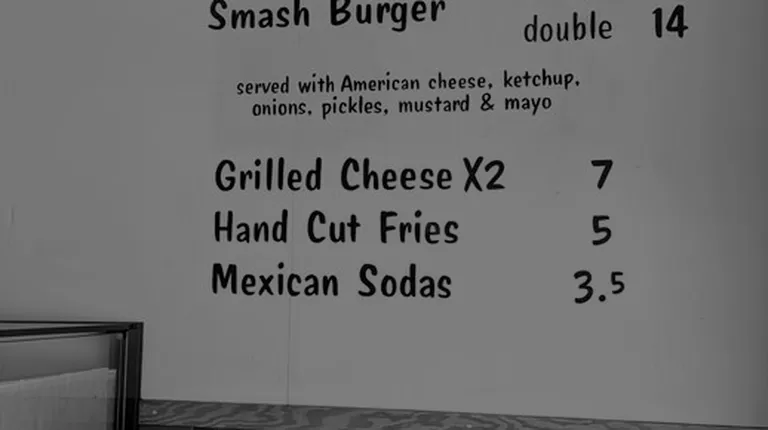 Smash Burger
double 14
served with American cheese, ketchup,
onions, pickles, mustard & mayo
Grilled Cheese X2 7
Hand Cut Fries 5
Mexican Sodas 3.5